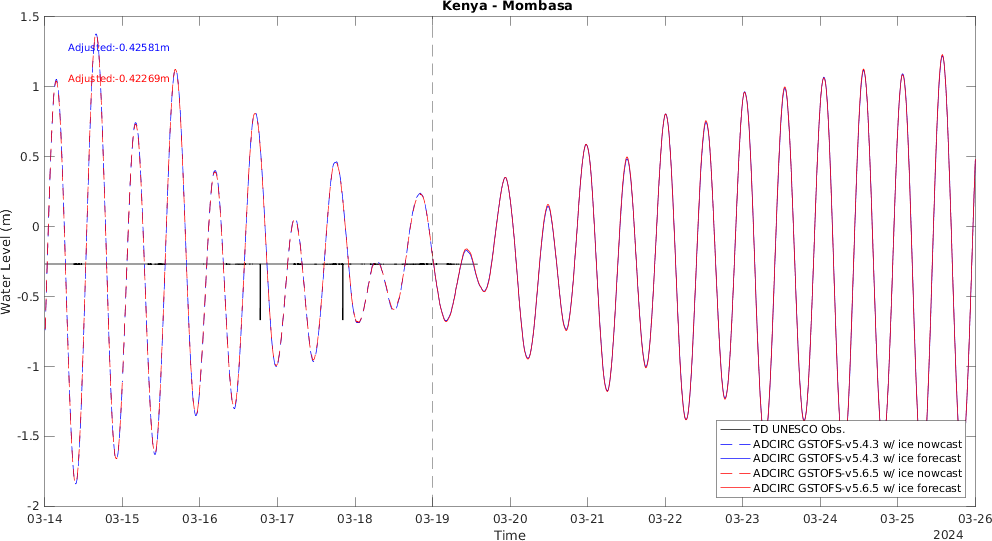 Kenya - Mombasa
1.5
1
0.5
0
-0.5
-1
-1.5
-2
Water Level (m)
Adjusted:-0.42581m
Adjusted:-0.42269m
TD UNESCO Obs.
ADCIRC GSTOFS-v5.4.3 w/ ice nowcast
ADCIRC GSTOFS-v5.4.3 w/ ice forecast
ADCIRC GSTOFS-v5.6.5 w/ ice nowcast
ADCIRC GSTOFS-v5.6.5 w/ ice forecast
03-14 03-15 03-16 03-17 03-18 03-19 03-20 03-21 03-22 03-23 03-24 03-25 03-26
Time
2024